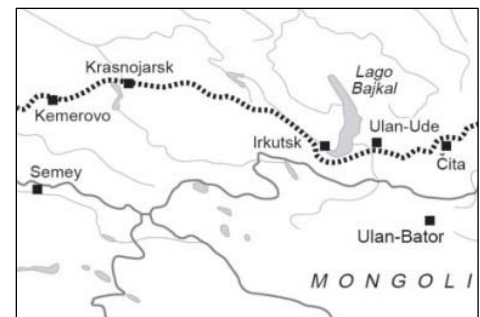 Lago
Bajkal
Krasnojarsk
Kemerovo
Irkutsk
Ulan-Ude
Čita
Semey
Ulan-Bator
MONGOLI